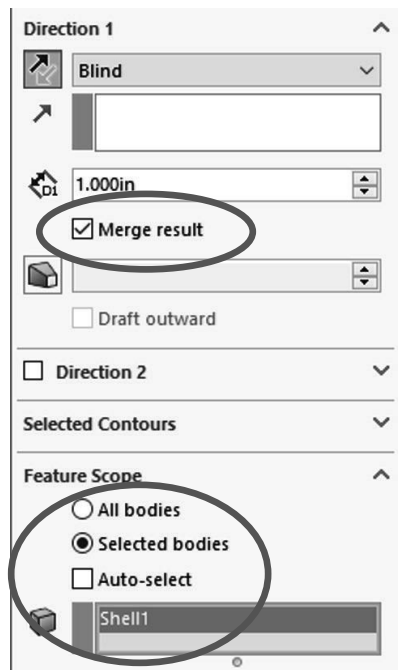 Direction 1
Blind
D1
1.000in
Merge result
Draft outward
Direction 2
Selected Contours
Feature Scope
All bodies
Selected bodies
Auto-select
Shell1